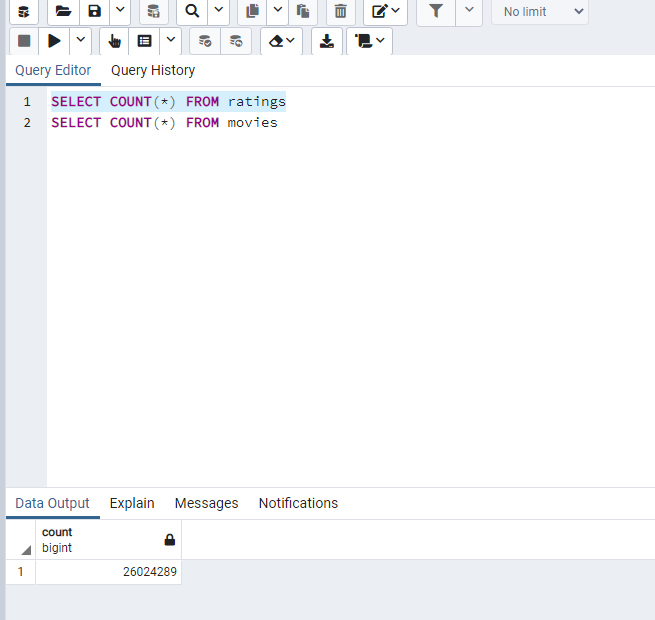 No limit
Query Editor Query History
1 SELECT COUNT(*) FROM ratings
2 SELECT COUNT(*) FROM movies
Data Output Explain Messages Notifications
count
bigint
1 26024289